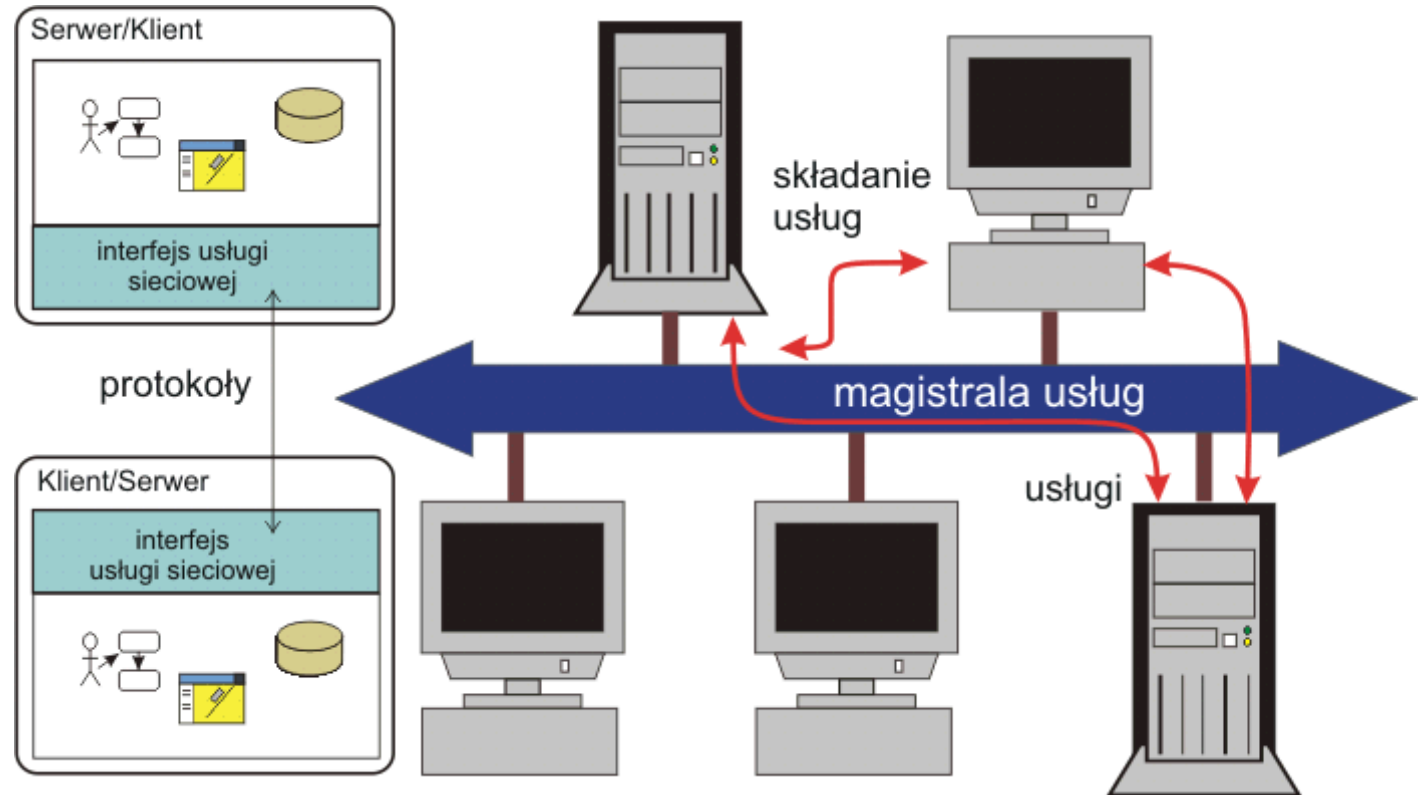 Serwer/Klient
interfejs usługi
sieciowej
protokoły
Klient/Serwer
interfejs
usługi sieciowej
składanie
usług
magistrala usług
usługi